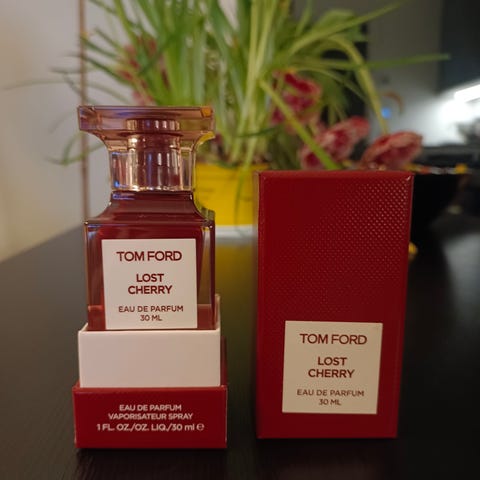 TOM FORD
LOST
CHERRY
EAU DE PARFUM
30 ML
EAU DE PARFUM
VAPORISATEUR SPRAY
1 FL. OZ./OZ. LIQ./30 ml ℮
TOM FORD
LOST
CHERRY
EAU DE PARFUM
30 ML